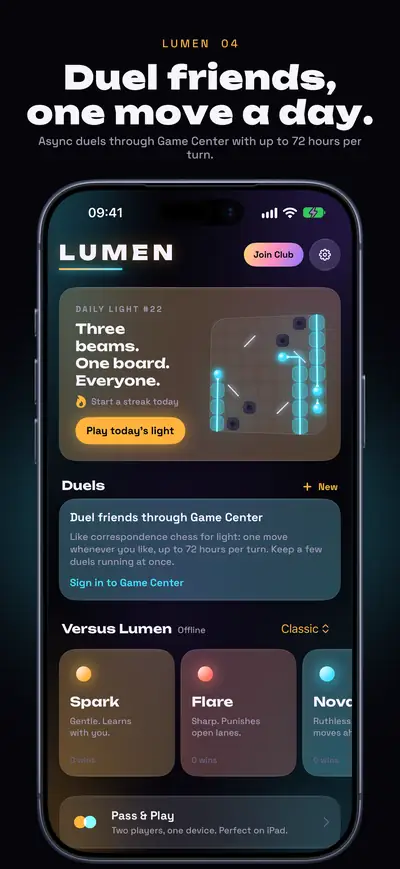 LUMEN 04
Duel friends,
one move a day.
Async duels through Game Center with up to 72 hours per
turn.
09:41
LUMEN
Join Club
DAILY LIGHT #22
Three
beams.
One board.
Everyone.
Start a streak today
Play today's light
Duels
+ New
Duel friends through Game Center
Like correspondence chess for light: one move
whenever you like, up to 72 hours per turn. Keep a few
duels running at once.
Sign in to Game Center
Versus Lumen Offline
Classic
Spark
Gentle. Learns
with you.
0 wins
Flare
Sharp. Punishes
open lanes.
0 wins
Nova
Ruthless
moves ah
0 wins
Pass & Play
Two players, one device. Perfect on iPad.